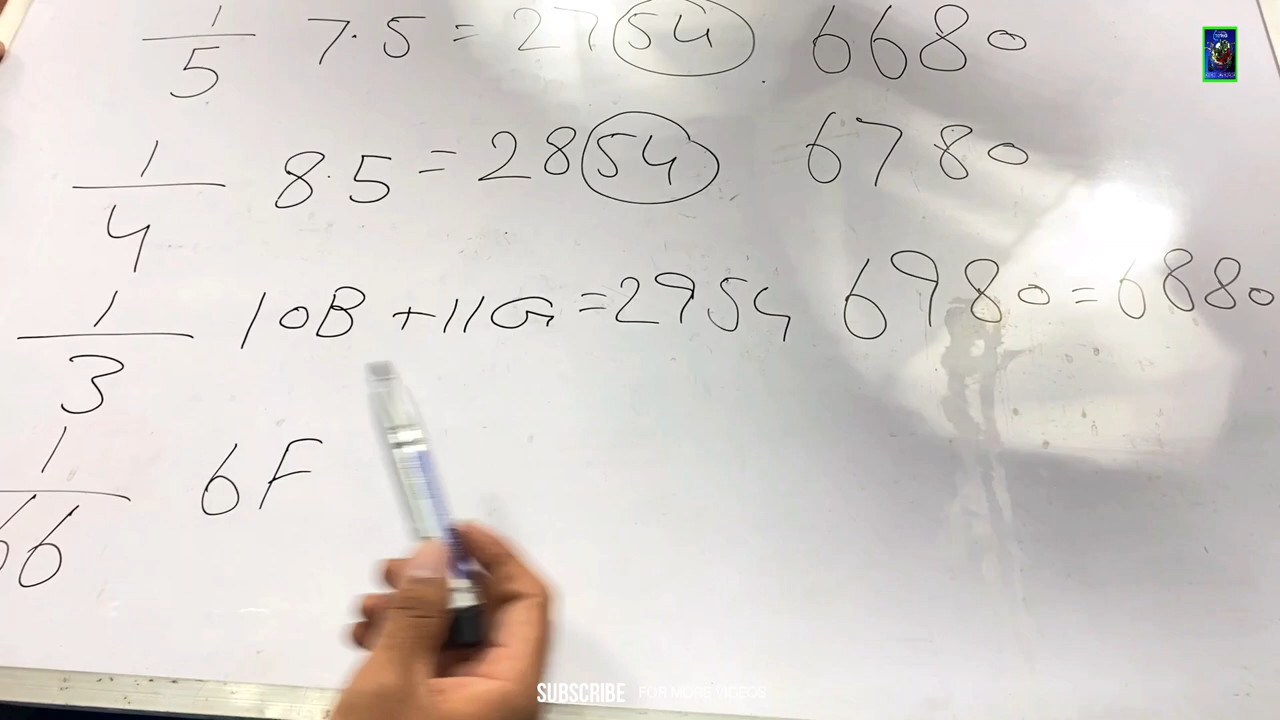 1/5 7.5 = 2754 6680
1/4 8.5 = 2854 6780
1/3 10B + 11G = 2954 6980 = 6880
1/66 6F
SUBSCRIBE FOR MORE VIDEOS